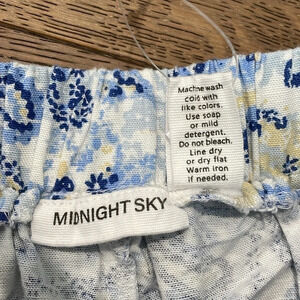 Machine wash
cold with
like colors.
Use soap
or mild
detergent.
Do not bleach.
Line dry
or dry flat
Warm iron
if needed.
MIDNIGHT SKY